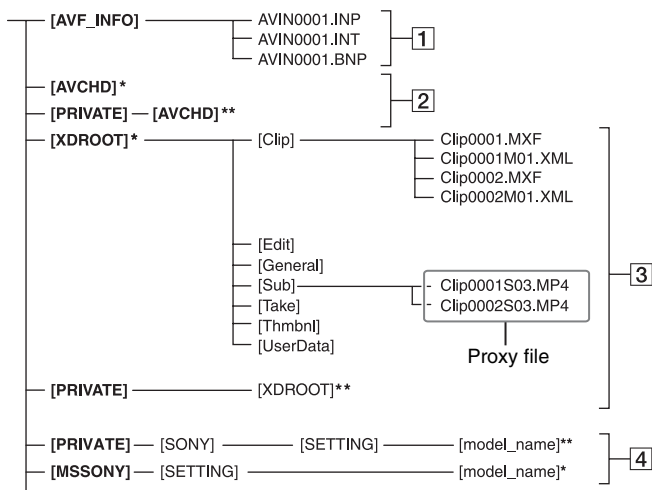 [AVF_INFO]
AVIN0001.INP
AVIN0001.INT
AVIN0001.BNP
1
[AVCHD]*
[PRIVATE] [AVCHD]**
2
[XDROOT]* [Clip] Clip0001.MXF
Clip0001M01.XML
Clip0002.MXF
Clip0002M01.XML
[Edit]
[General]
[Sub] Clip0001S03.MP4
[Take] Clip0002S03.MP4
[Thmbnl]
[UserData]
Proxy file
3
[PRIVATE] [XDROOT]**
[PRIVATE] [SONY] [SETTING] [model_name]**
[MSSONY] [SETTING] [model_name]*
4